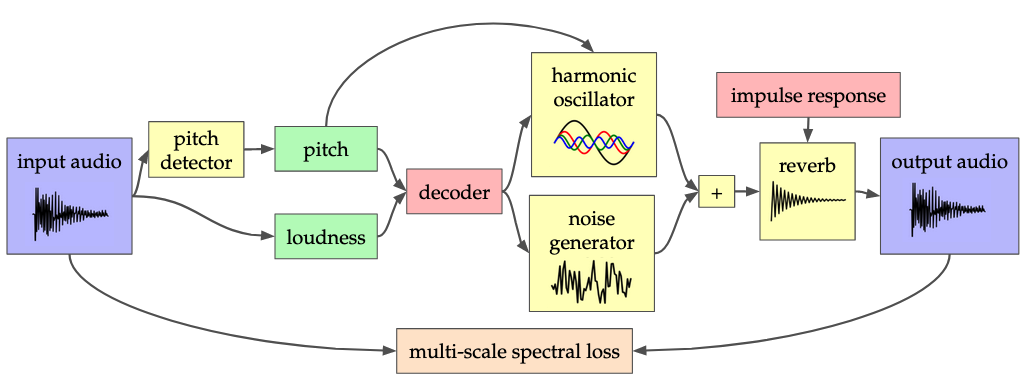 input audio
pitch
detector
pitch
loudness
decoder
harmonic
oscillator
noise
generator
+
impulse response
reverb
output audio
multi-scale spectral loss